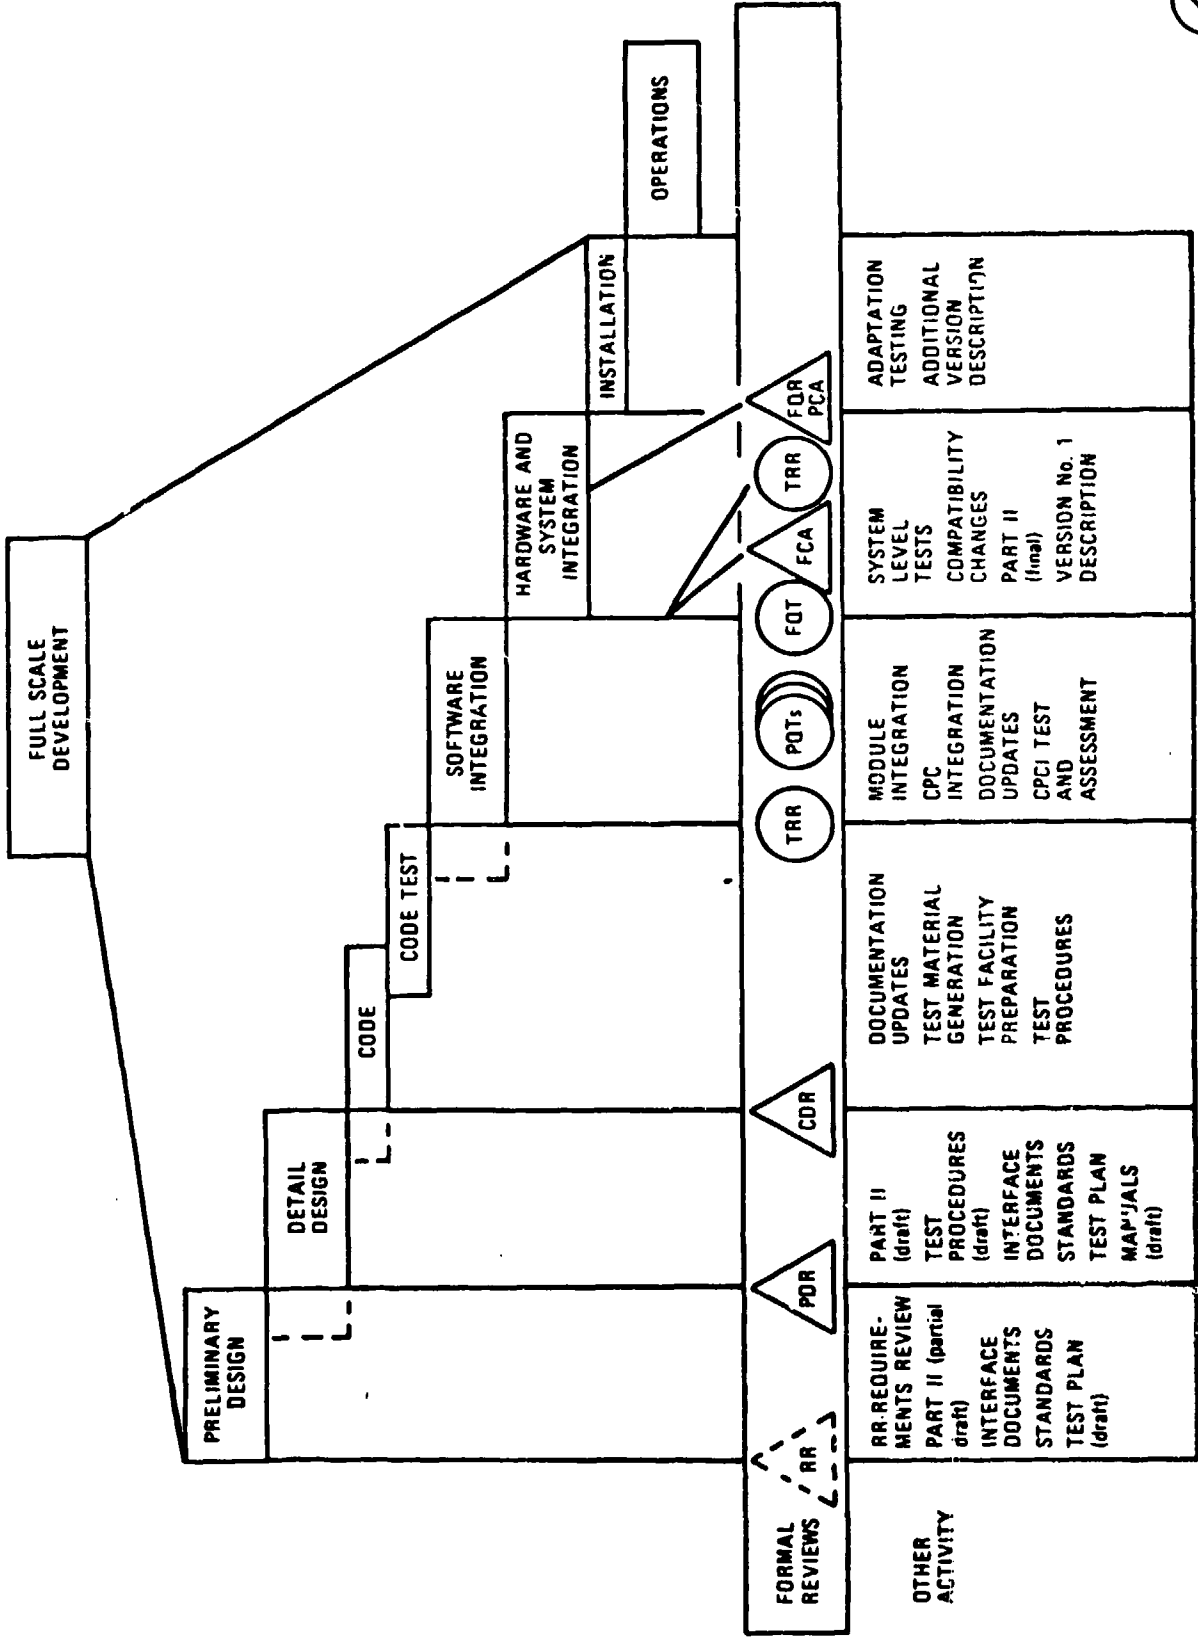 FULL SCALE
DEVELOPMENT
PRELIMINARY
DESIGN
DETAIL
DESIGN
CODE
CODE TEST
SOFTWARE
INTEGRATION
HARDWARE AND
SYSTEM
INTEGRATION
INSTALLATION
OPERATIONS
FORMAL
REVIEWS
RR
PDR
CDR
TRR
PQTs
FQT
FCA
TRR
FQR
PCA
OTHER
ACTIVITY
RR-REQUIRE-
MENTS REVIEW
PART II (partial
draft)
INTERFACE
DOCUMENTS
STANDARDS
TEST PLAN
(draft)
PART II
(draft)
TEST
PROCEDURES
(draft)
INTERFACE
DOCUMENTS
STANDARDS
TEST PLAN
MANUALS
(draft)
DOCUMENTATION
UPDATES
TEST MATERIAL
GENERATION
TEST FACILITY
PREPARATION
TEST
PROCEDURES
MODULE
INTEGRATION
CPC
INTEGRATION
DOCUMENTATION
UPDATES
CPCI TEST
AND
ASSESSMENT
SYSTEM
LEVEL
TESTS
COMPATIBILITY
CHANGES
PART II
(final)
VERSION No. 1
DESCRIPTION
ADAPTATION
TESTING
ADDITIONAL
VERSION
DESCRIPTION